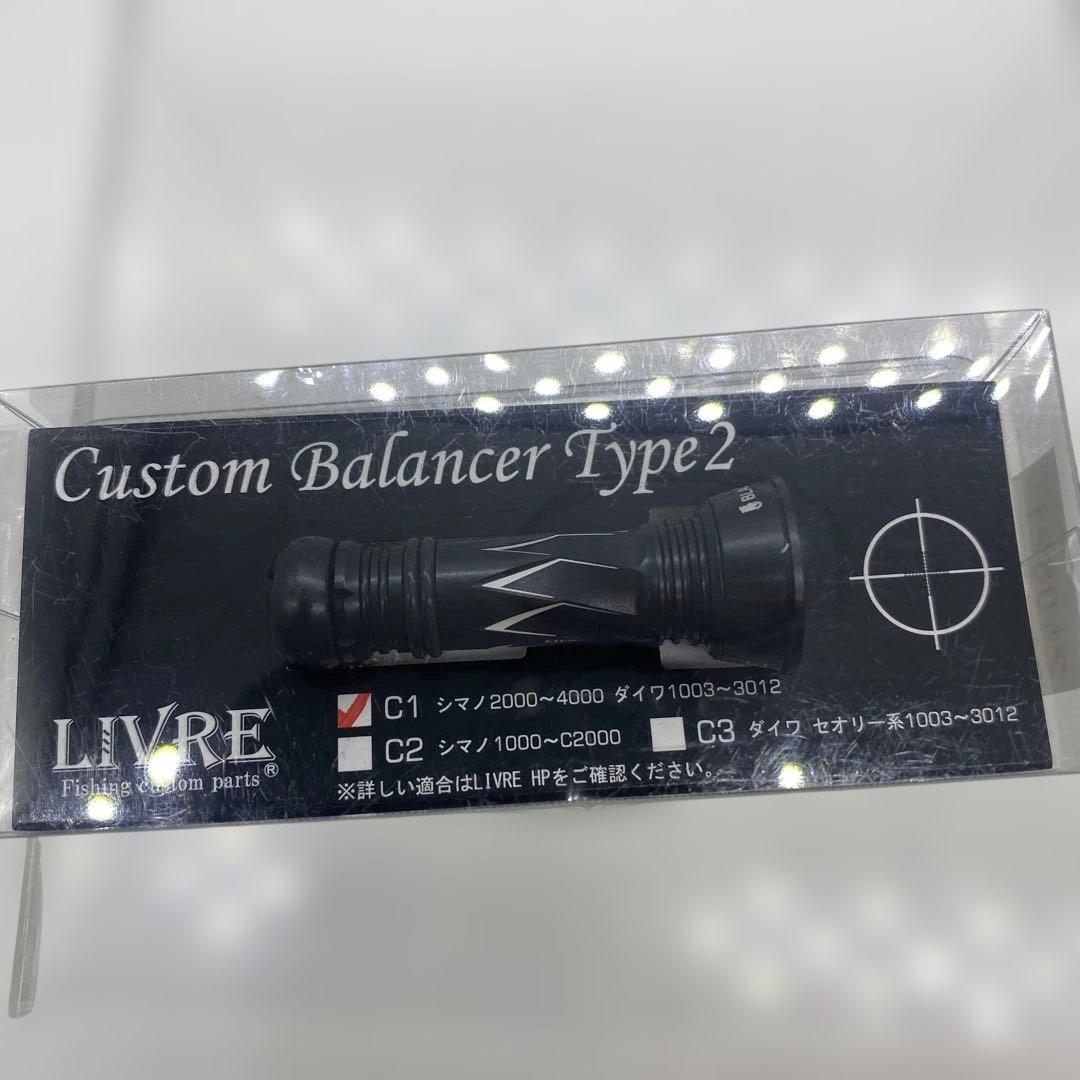 Custom Balancer Type2
LIVRE®
Fishing custom parts
C1 シマノ2000～4000 ダイワ1003～3012
C2 シマノ1000～C2000
C3 ダイワ セオリー系1003～3012
※詳しい適合はLIVRE HPをご確認ください。